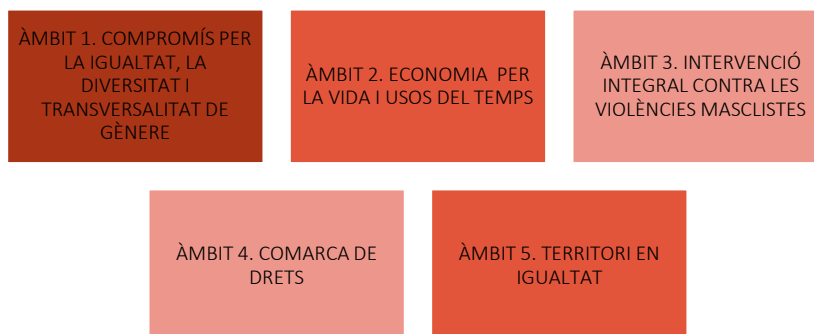 ÀMBIT 1. COMPROMÍS PER
LA IGUALTAT, LA
DIVERSITAT I
TRANSVERSALITAT DE
GÈNERE
ÀMBIT 2. ECONOMIA PER
LA VIDA I USOS DEL TEMPS
ÀMBIT 3. INTERVENCIÓ
INTEGRAL CONTRA LES
VIOLÈNCIES MASCLISTES
ÀMBIT 4. COMARCA DE
DRETS
ÀMBIT 5. TERRITORI EN
IGUALTAT